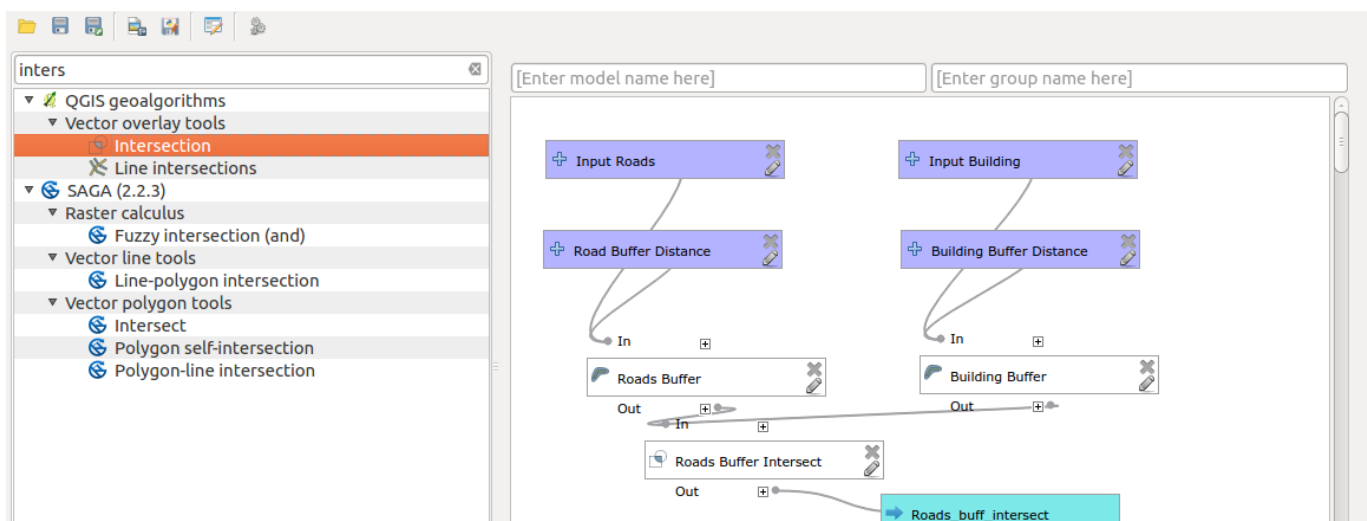 inters
QGIS geoalgorithms
Vector overlay tools
Intersection
Line intersections
SAGA (2.2.3)
Raster calculus
Fuzzy intersection (and)
Vector line tools
Line-polygon intersection
Vector polygon tools
Intersect
Polygon self-intersection
Polygon-line intersection
[Enter model name here]
[Enter group name here]
Input Roads
Input Building
Road Buffer Distance
Building Buffer Distance
In
In
Roads Buffer
Building Buffer
Out
Out
In
Roads Buffer Intersect
Out
Roads_buff_intersect